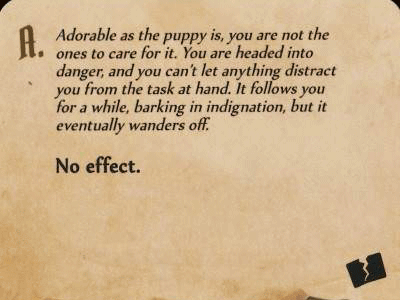 A. Adorable as the puppy is, you are not the
ones to care for it. You are headed into
danger, and you can't let anything distract
you from the task at hand. It follows you
for a while, barking in indignation, but it
eventually wanders off.
No effect.